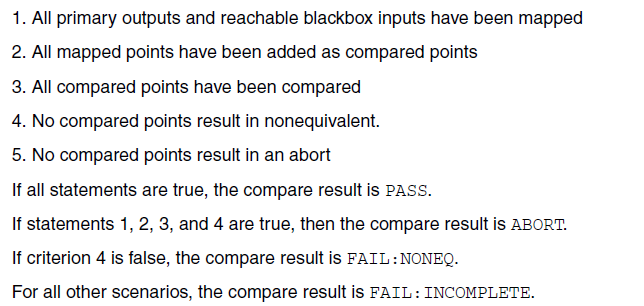 1. All primary outputs and reachable blackbox inputs have been mapped
2. All mapped points have been added as compared points
3. All compared points have been compared
4. No compared points result in nonequivalent.
5. No compared points result in an abort
If all statements are true, the compare result is PASS.
If statements 1, 2, 3, and 4 are true, then the compare result is ABORT.
If criterion 4 is false, the compare result is FAIL:NONEQ.
For all other scenarios, the compare result is FAIL:INCOMPLETE.